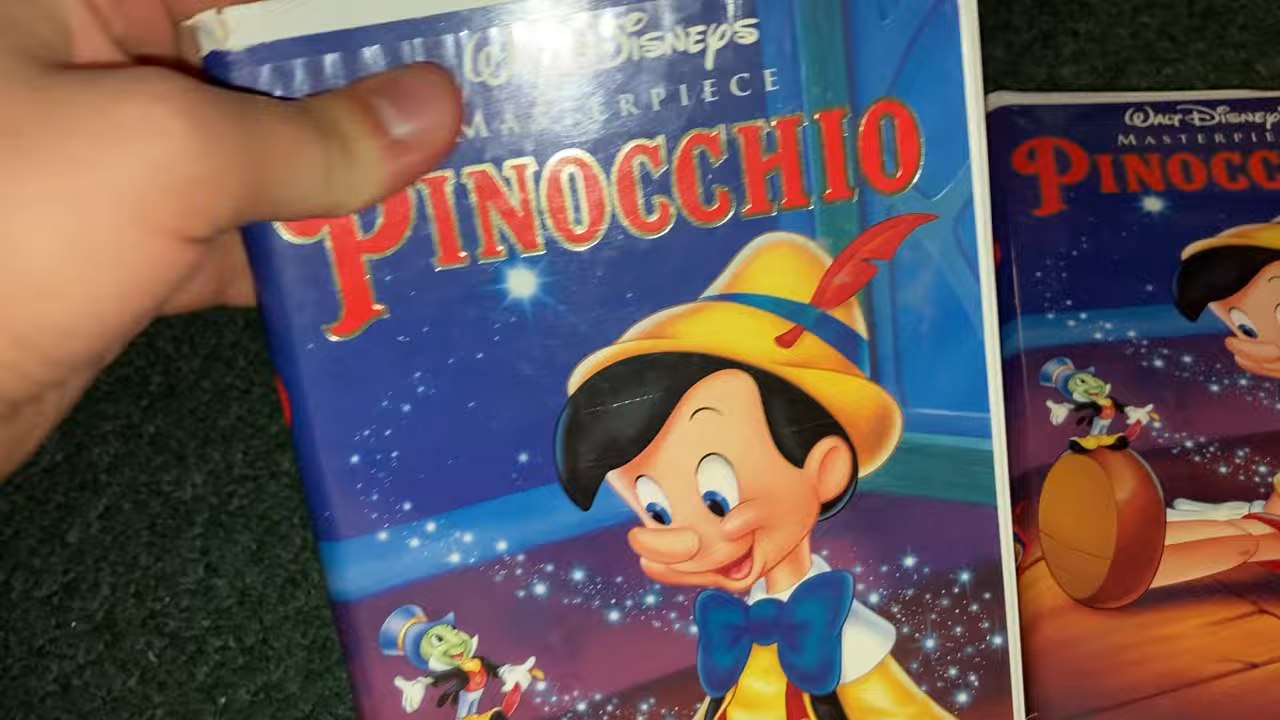 WALT DISNEY'S
MASTERPIECE
PINOCCHIO
WALT DISNEY'
MASTERPIE
PINOCC